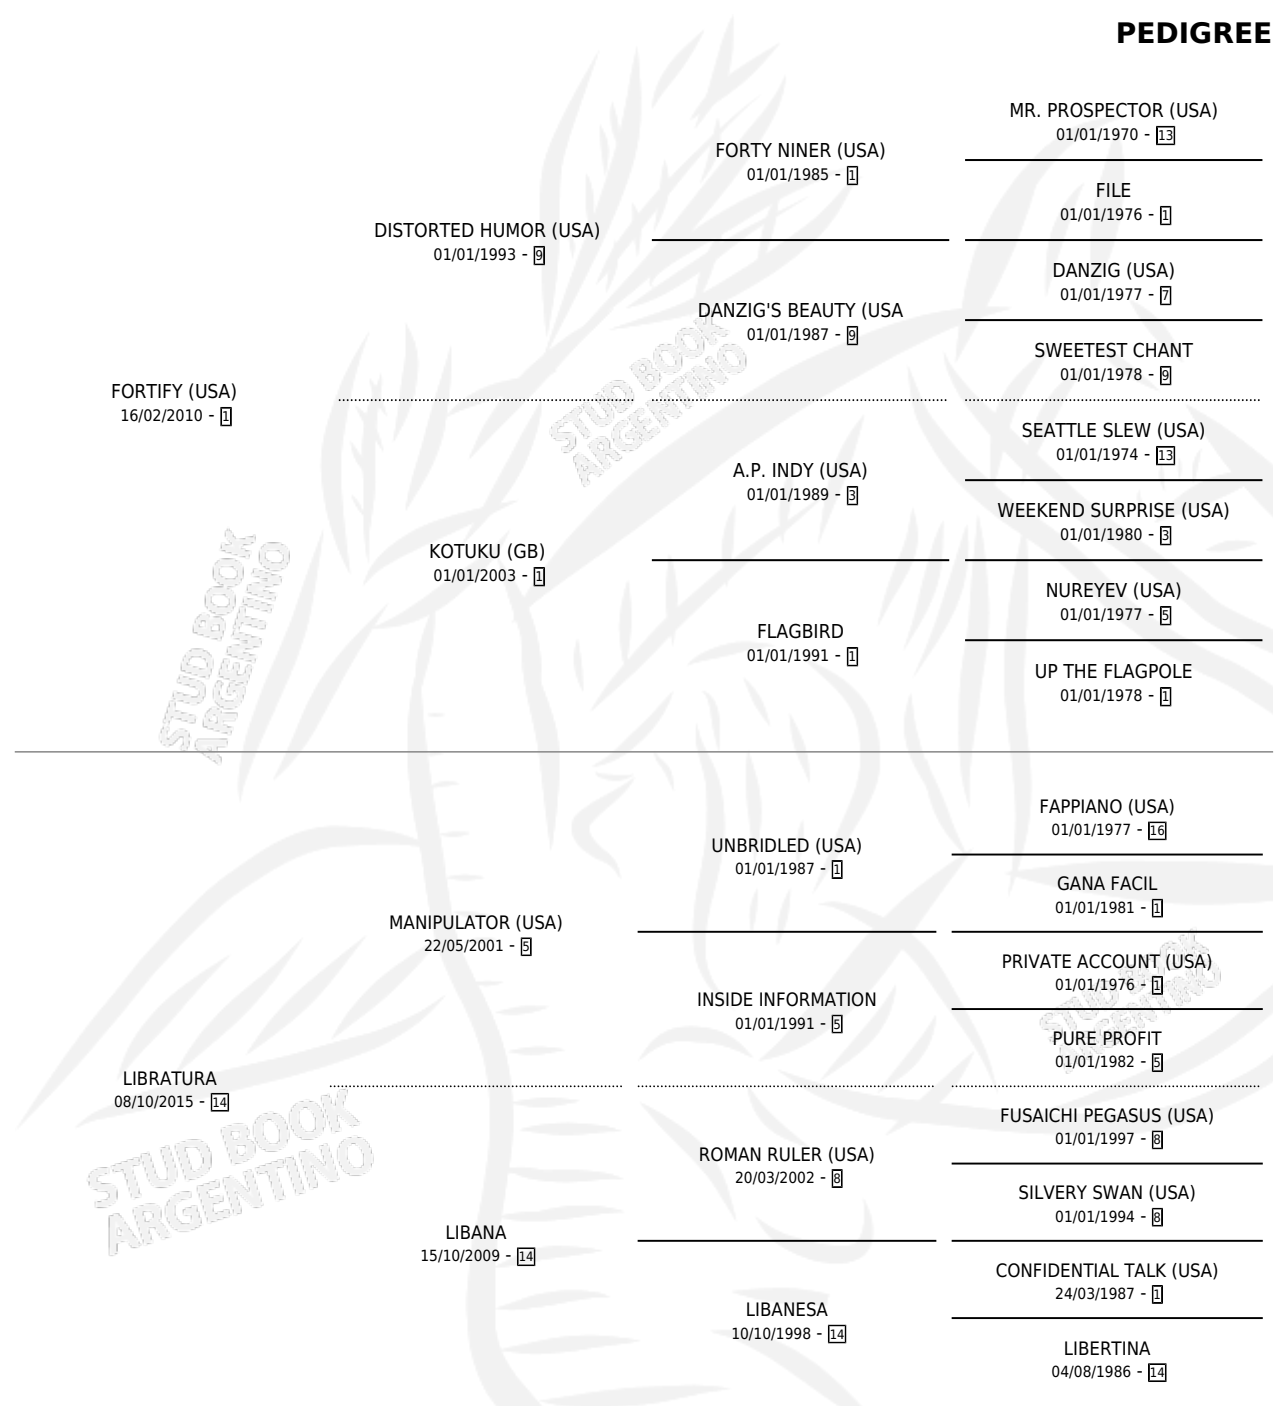 PEDIGREE
MR. PROSPECTOR (USA)
01/01/1970 - 13
FORTY NINER (USA)
01/01/1985 - 1
FILE
01/01/1976 - 1
DISTORTED HUMOR (USA)
01/01/1993 - 9
DANZIG (USA)
01/01/1977 - 7
DANZIG'S BEAUTY (USA
01/01/1987 - 9
SWEETEST CHANT
01/01/1978 - 9
FORTIFY (USA)
16/02/2010 - 1
SEATTLE SLEW (USA)
01/01/1974 - 13
A.P. INDY (USA)
01/01/1989 - 3
WEEKEND SURPRISE (USA)
01/01/1980 - 3
KOTUKU (GB)
01/01/2003 - 1
NUREYEV (USA)
01/01/1977 - 5
FLAGBIRD
01/01/1991 - 1
UP THE FLAGPOLE
01/01/1978 - 1
FAPPIANO (USA)
01/01/1977 - 16
UNBRIDLED (USA)
01/01/1987 - 1
GANA FACIL
01/01/1981 - 1
MANIPULATOR (USA)
22/05/2001 - 5
PRIVATE ACCOUNT (USA)
01/01/1976 - 1
INSIDE INFORMATION
01/01/1991 - 5
PURE PROFIT
01/01/1982 - 5
LIBRATURA
08/10/2015 - 14
FUSAICHI PEGASUS (USA)
01/01/1997 - 8
ROMAN RULER (USA)
20/03/2002 - 8
SILVERY SWAN (USA)
01/01/1994 - 8
LIBANA
15/10/2009 - 14
CONFIDENTIAL TALK (USA)
24/03/1987 - 1
LIBANESA
10/10/1998 - 14
LIBERTINA
04/08/1986 - 14
STUD BOOK
ARGENTINO
STUD BOOK
ARGENTINO
STUD BOOK
ARGENTINO
STUD BOOK
ARGENTINO